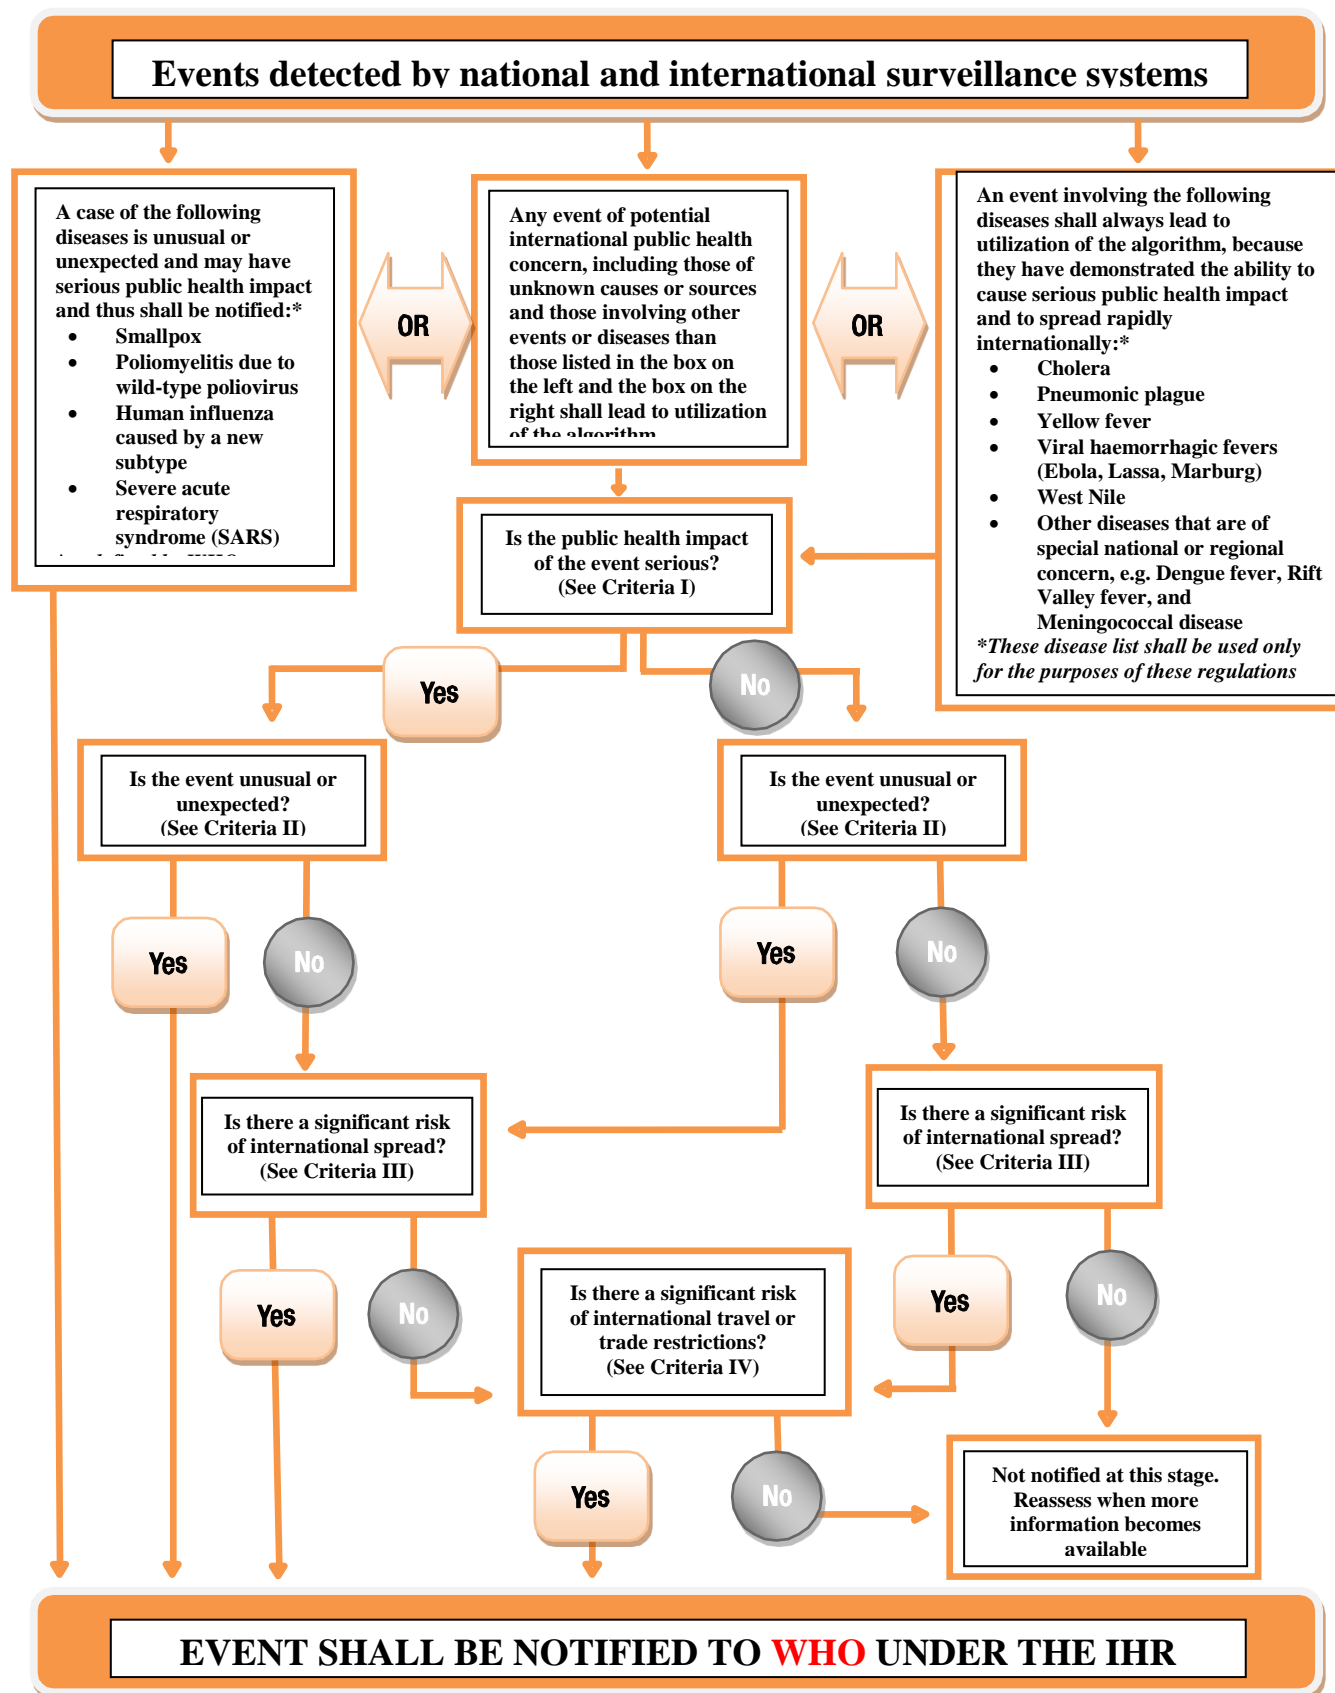 Events detected by national and international surveillance systems
A case of the following
diseases is unusual or
unexpected and may have
serious public health impact
and thus shall be notified:*
• Smallpox
• Poliomyelitis due to
wild-type poliovirus
• Human influenza
caused by a new
subtype
• Severe acute
respiratory
syndrome (SARS)
OR
Any event of potential
international public health
concern, including those of
unknown causes or sources
and those involving other
events or diseases than
those listed in the box on
the left and the box on the
right shall lead to utilization
of the algorithm
OR
An event involving the following
diseases shall always lead to
utilization of the algorithm, because
they have demonstrated the ability to
cause serious public health impact
and to spread rapidly
internationally:*
• Cholera
• Pneumonic plague
• Yellow fever
• Viral haemorrhagic fevers
(Ebola, Lassa, Marburg)
• West Nile
• Other diseases that are of
special national or regional
concern, e.g. Dengue fever, Rift
Valley fever, and
Meningococcal disease
*These disease list shall be used only
for the purposes of these regulations
Is the public health impact
of the event serious?
(See Criteria I)
Yes
No
Is the event unusual or
unexpected?
(See Criteria II)
Is the event unusual or
unexpected?
(See Criteria II)
Yes
No
Yes
No
Is there a significant risk
of international spread?
(See Criteria III)
Is there a significant risk
of international spread?
(See Criteria III)
Yes
No
Is there a significant risk
of international travel or
trade restrictions?
(See Criteria IV)
Yes
No
Yes
No
Not notified at this stage.
Reassess when more
information becomes
available
EVENT SHALL BE NOTIFIED TO WHO UNDER THE IHR